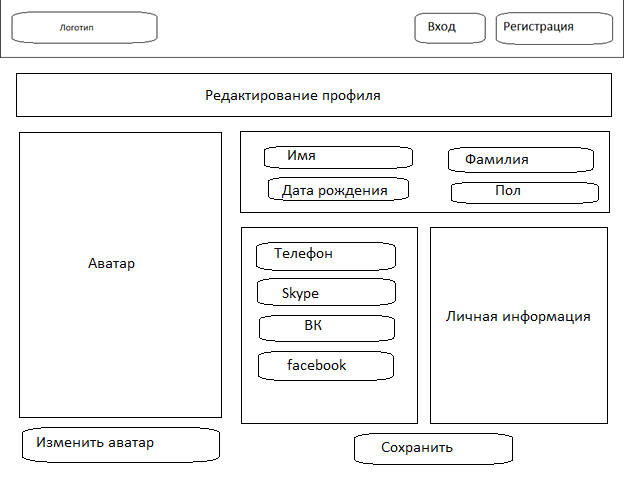 Логотип
Вход
Регистрация
Редактирование профиля
Аватар
Имя
Фамилия
Дата рождения
Пол
Телефон
Skype
ВК
facebook
Личная информация
Изменить аватар
Сохранить